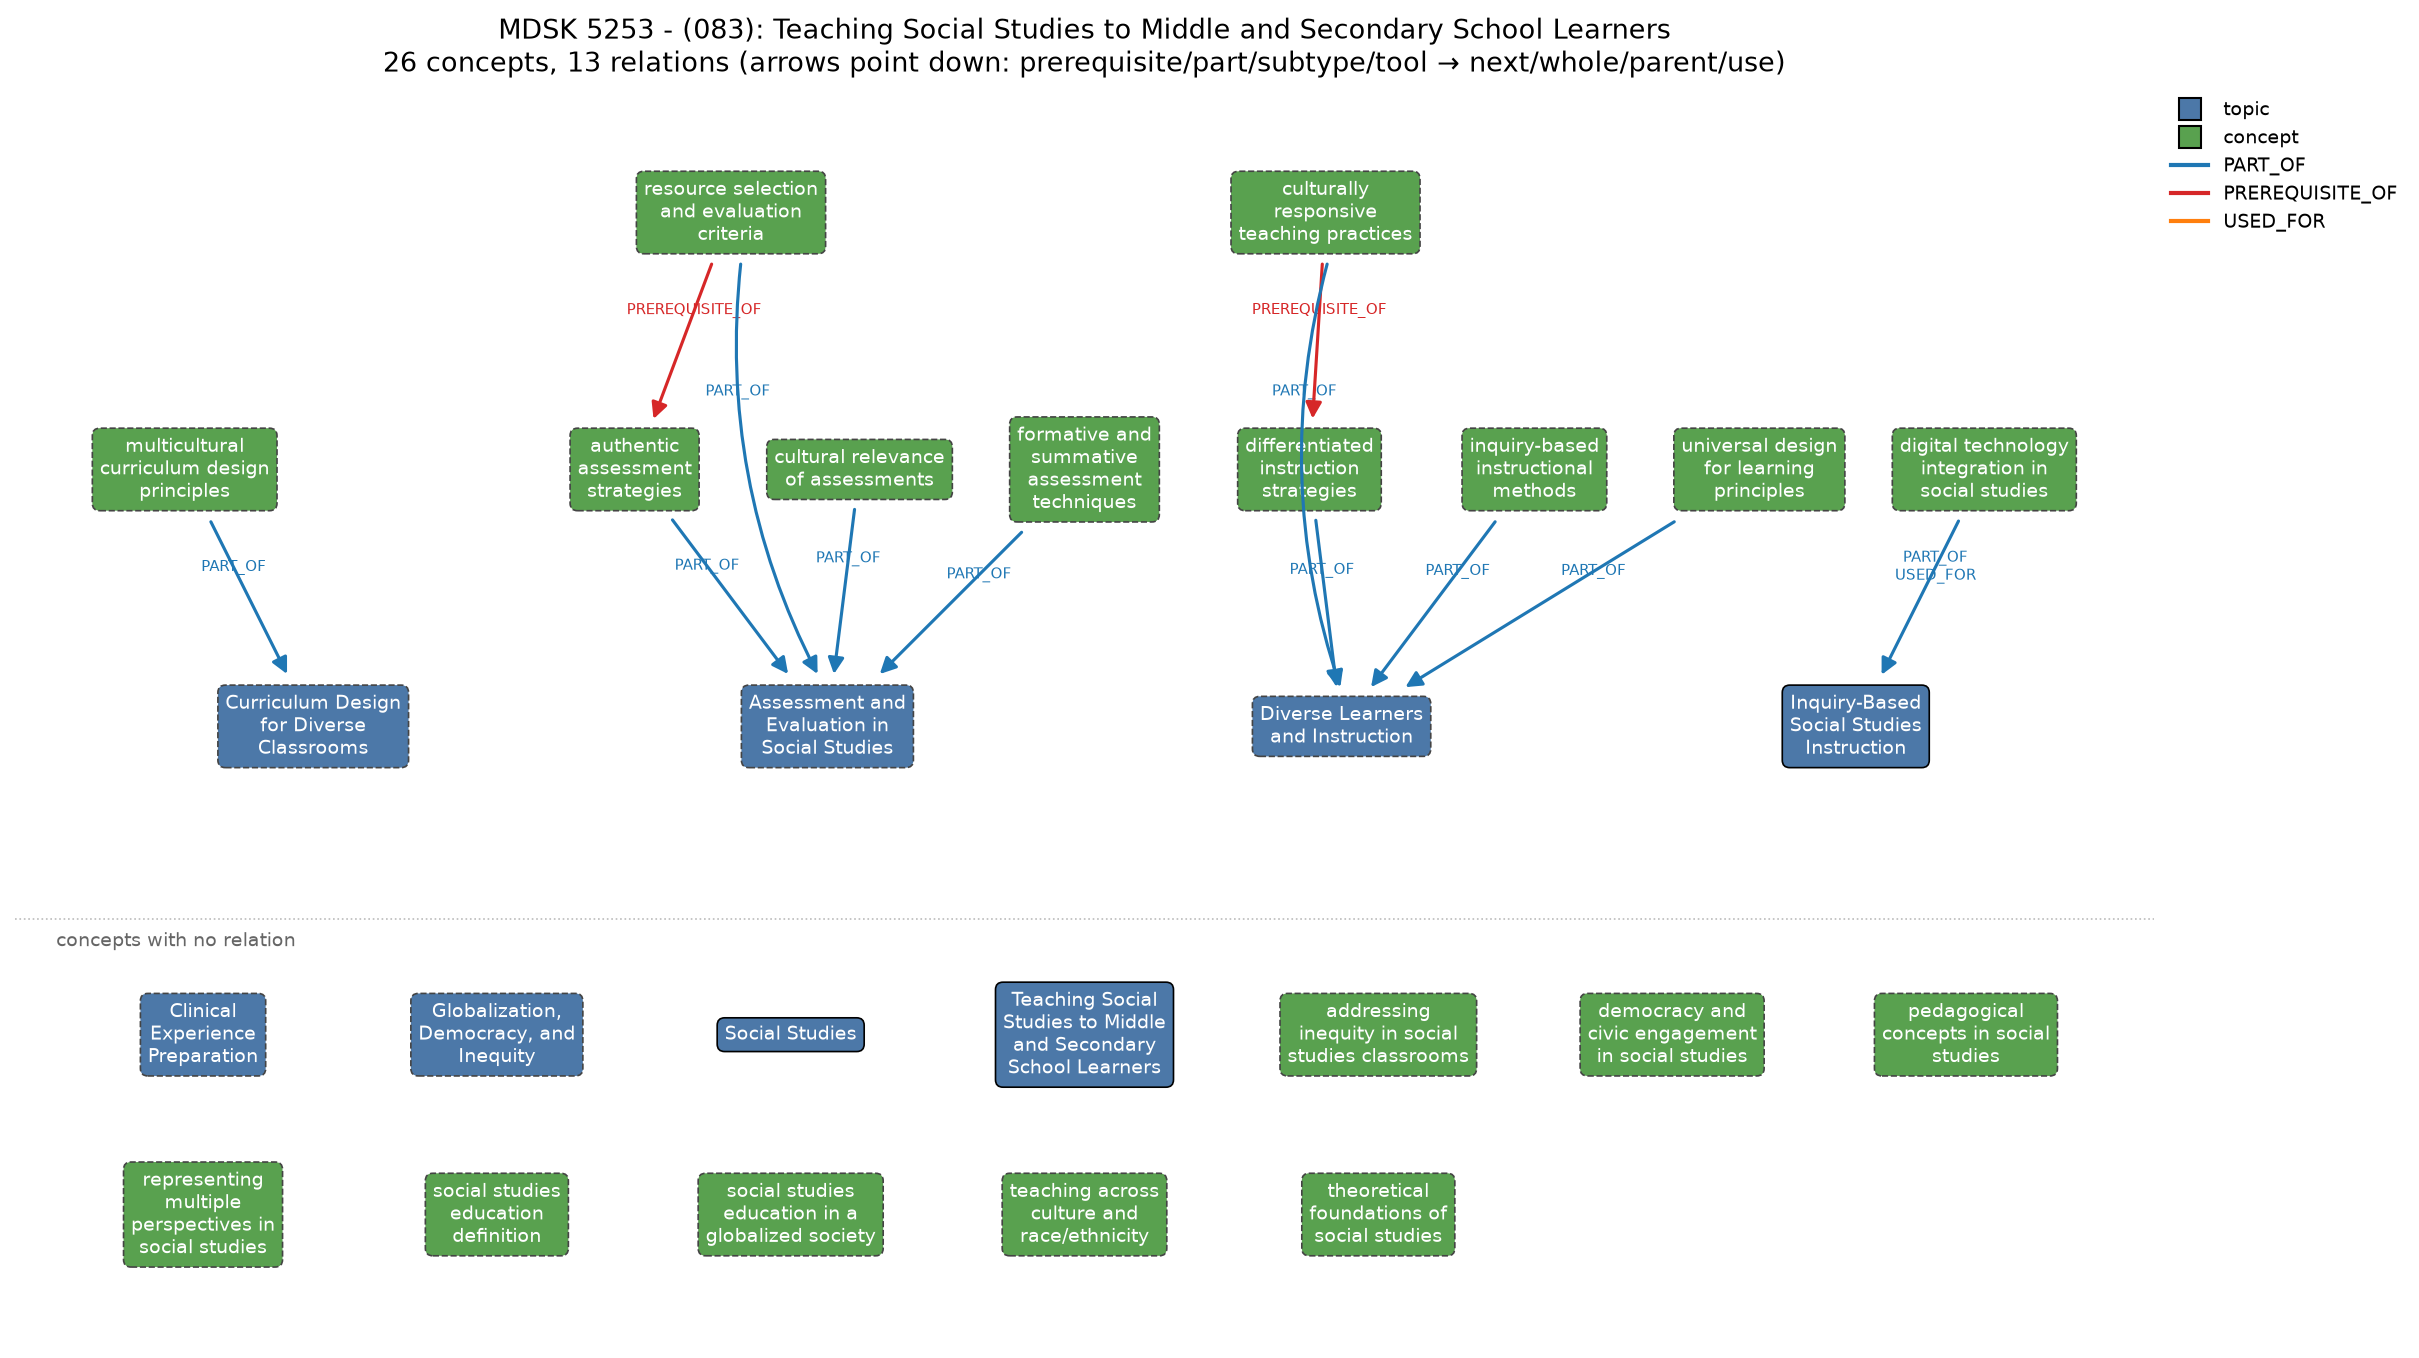 MDSK 5253 - (083): Teaching Social Studies to Middle and Secondary School Learners
26 concepts, 13 relations (arrows point down: prerequisite/part/subtype/tool → next/whole/parent/use)
topic
concept
PART_OF
PREREQUISITE_OF
USED_FOR
resource selection
and evaluation
criteria
culturally
responsive
teaching practices
PREREQUISITE_OF
PREREQUISITE_OF
PART_OF
PART_OF
multicultural
curriculum design
principles
authentic
assessment
strategies
cultural relevance
of assessments
formative and
summative
assessment
techniques
differentiated
instruction
strategies
inquiry-based
instructional
methods
universal design
for learning
principles
digital technology
integration in
social studies
PART_OF
PART_OF
PART_OF
PART_OF
PART_OF
PART_OF
PART_OF
PART_OF
USED_FOR
Curriculum Design
for Diverse
Classrooms
Assessment and
Evaluation in
Social Studies
Diverse Learners
and Instruction
Inquiry-Based
Social Studies
Instruction
concepts with no relation
Clinical
Experience
Preparation
Globalization,
Democracy, and
Inequity
Social Studies
Teaching Social
Studies to Middle
and Secondary
School Learners
addressing
inequity in social
studies classrooms
democracy and
civic engagement
in social studies
pedagogical
concepts in social
studies
representing
multiple
perspectives in
social studies
social studies
education
definition
social studies
education in a
globalized society
teaching across
culture and
race/ethnicity
theoretical
foundations of
social studies